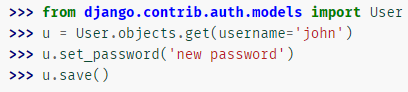 >>> from django.contrib.auth.models import User
>>> u = User.objects.get(username='john')
>>> u.set_password('new password')
>>> u.save()